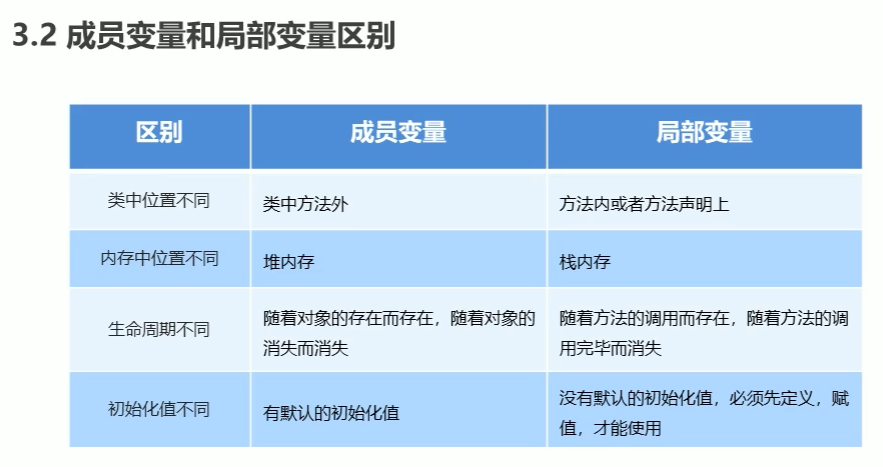 3.2 成员变量和局部变量区别
区别 成员变量 局部变量
类中位置不同 类中方法外 方法内或者方法声明上
内存中位置不同 堆内存 栈内存
生命周期不同 随着对象的存在而存在，随着对象的
消失而消失 随着方法的调用而存在，随着方法的调
用完毕而消失
初始化值不同 有默认的初始化值 没有默认的初始化值，必须先定义，赋
值，才能使用